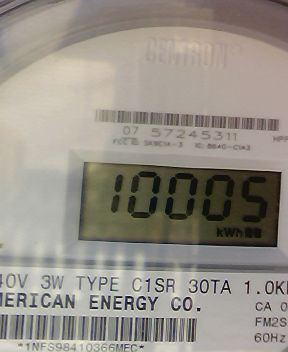 CENTRON®
07 57245311
10005
kWh
40V 3W TYPE C1SR 30TA 1.0K
MERICAN ENERGY CO.
CA 0
FM2S
60Hz
*1NFS98410366MEC*